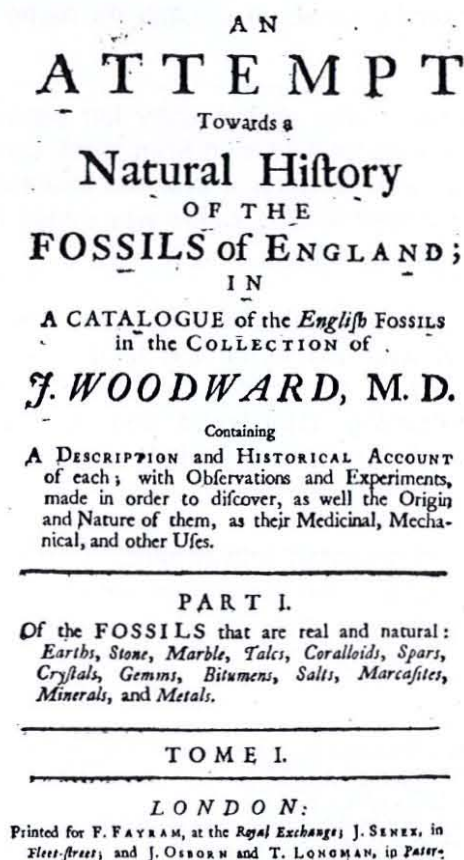 AN
ATTEMPT
Towards a
Natural Hiſtory
OF THE
FOSSILS of ENGLAND;
IN
A CATALOGUE of the Engliſh FOSSILS
in the COLLECTION of
J. WOODWARD, M. D.
Containing
A DESCRIPTION and HISTORICAL ACCOUNT
of each; with Obſervations and Experiments,
made in order to diſcover, as well the Origin
and Nature of them, as their Medicinal, Mecha-
nical, and other Uſes.
PART I.
Of the FOSSILS that are real and natural:
Earths, Stone, Marble, Talcs, Coralloids, Spars,
Cryſtals, Gemms, Bitumens, Salts, Marcaſites,
Minerals, and Metals.
TOME I.
LONDON:
Printed for F. FAYRAM, at the Royal Exchange; J. SENEX, in
Fleet-ſtreet; and J. OSBORN and T. LONGMAN, in Pater-